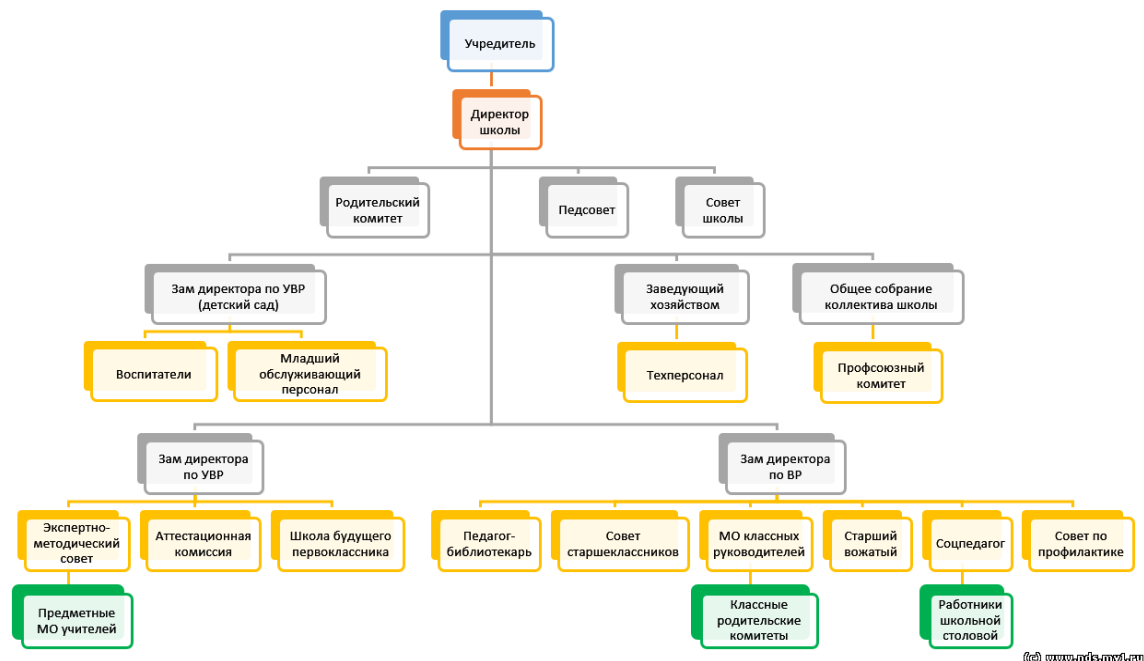 Учредитель
Директор
школы
Родительский
комитет
Педсовет
Совет
школы
Зам директора по УВР
(детский сад)
Заведующий
хозяйством
Общее собрание
коллектива школы
Воспитатели
Младший
обслуживающий
персонал
Техперсонал
Профсоюзный
комитет
Зам директора
по УВР
Зам директора
по ВР
Экспертно-
методический
совет
Аттестационная
комиссия
Школа будущего
первоклассника
Педагог-
библиотекарь
Совет
старшеклассников
МО классных
руководителей
Старший
вожатый
Соцпедагог
Совет по
профилактике
Предметные
МО учителей
Классные
родительские
комитеты
Работники
школьной
столовой